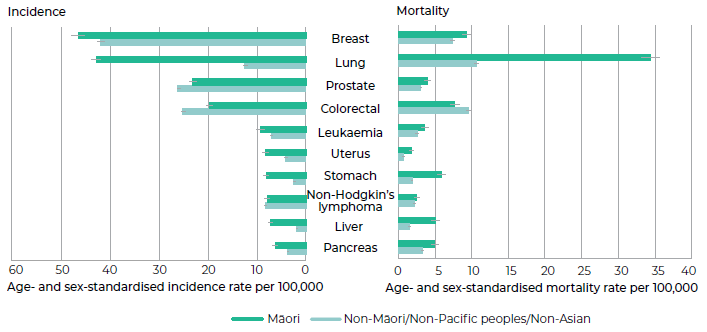 Incidence
Mortality
Breast
Lung
Prostate
Colorectal
Leukaemia
Uterus
Stomach
Non-Hodgkin's
lymphoma
Liver
Pancreas
60 50 40 30 20 10 0
0 5 10 15 20 25 30 35 40
Age- and sex-standardised incidence rate per 100,000
Age- and sex-standardised mortality rate per 100,000
Māori
Non-Māori/Non-Pacific peoples/Non-Asian